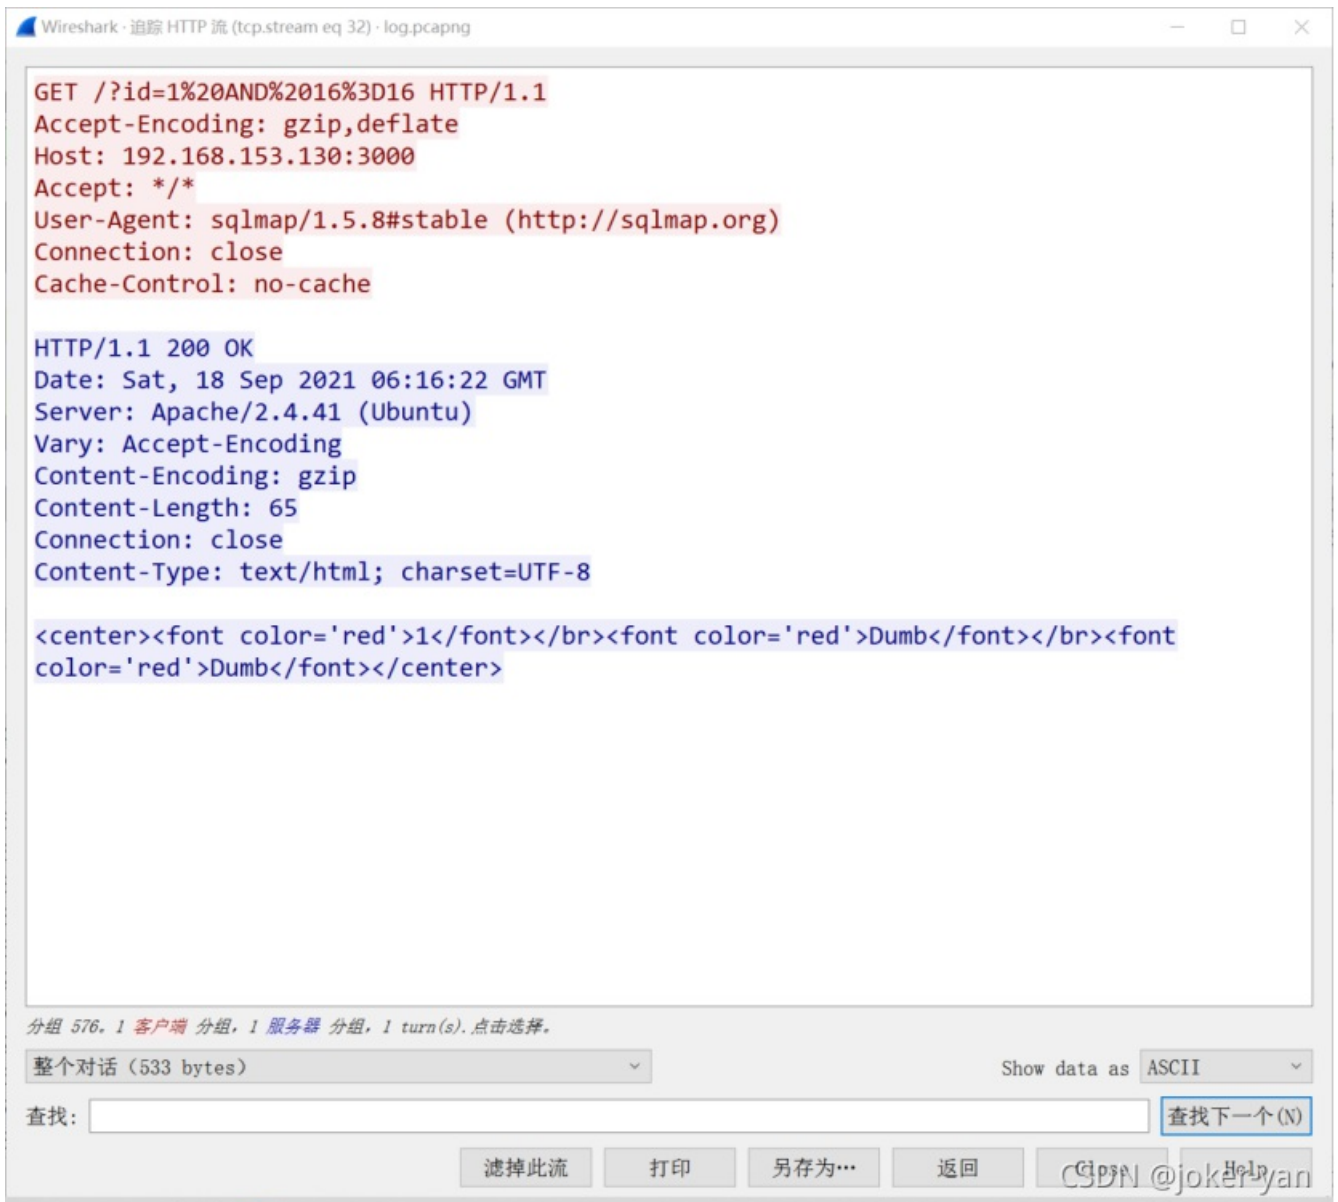 Wireshark · 追踪 HTTP 流 (tcp.stream eq 32) · log.pcapng
GET /?id=1%20AND%2016%3D16 HTTP/1.1
Accept-Encoding: gzip,deflate
Host: 192.168.153.130:3000
Accept: */*
User-Agent: sqlmap/1.5.8#stable (http://sqlmap.org)
Connection: close
Cache-Control: no-cache
HTTP/1.1 200 OK
Date: Sat, 18 Sep 2021 06:16:22 GMT
Server: Apache/2.4.41 (Ubuntu)
Vary: Accept-Encoding
Content-Encoding: gzip
Content-Length: 65
Connection: close
Content-Type: text/html; charset=UTF-8
<center><font color='red'>1</font></br><font color='red'>Dumb</font></br><font
color='red'>Dumb</font></center>
分组 576。1 客户端 分组，1 服务器 分组，1 turn(s).点击选择。
整个对话（533 bytes） Show data as ASCII
查找: 查找下一个(N)
滤掉此流 打印 另存为… 返回 Close Help
CSDN @joker-yan